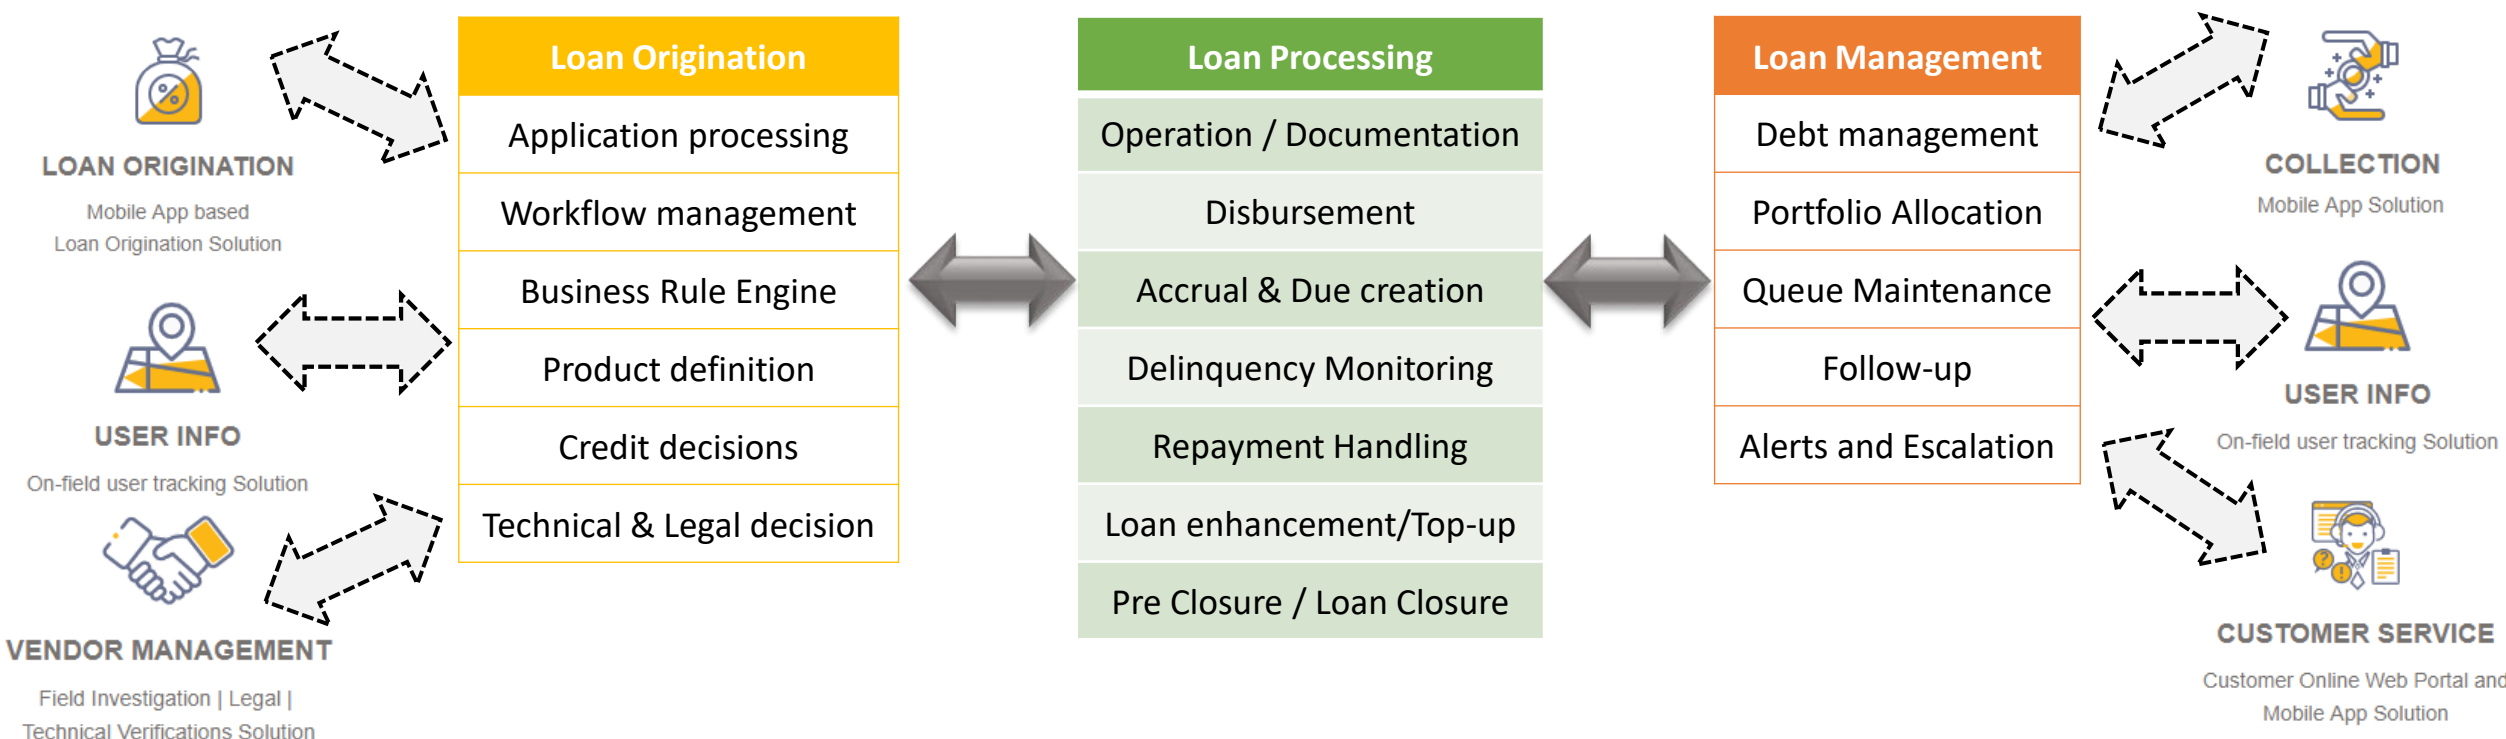 LOAN ORIGINATION
Mobile App based
Loan Origination Solution
USER INFO
On-field user tracking Solution
VENDOR MANAGEMENT
Field Investigation | Legal |
Technical Verifications Solution
Loan Origination
Application processing
Workflow management
Business Rule Engine
Product definition
Credit decisions
Technical & Legal decision
Loan Processing
Operation / Documentation
Disbursement
Accrual & Due creation
Delinquency Monitoring
Repayment Handling
Loan enhancement/Top-up
Pre Closure / Loan Closure
Loan Management
Debt management
Portfolio Allocation
Queue Maintenance
Follow-up
Alerts and Escalation
COLLECTION
Mobile App Solution
USER INFO
On-field user tracking Solution
CUSTOMER SERVICE
Customer Online Web Portal and
Mobile App Solution